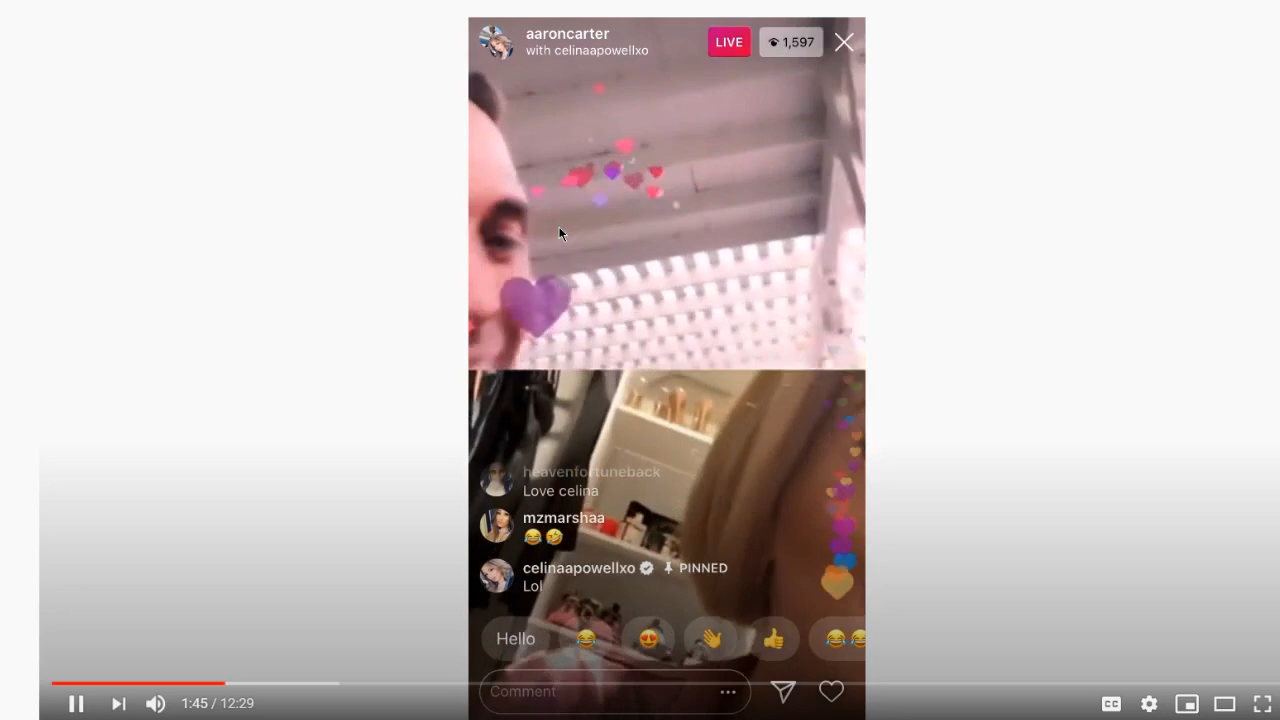 aaroncarter
with celinaapowellxo
LIVE
1,597
heavenfortuneback
Love celina
mzmarshaa
😂🤣
celinaapowellxo PINNED
Lol
Hello 😂 😍 👋 👍 😂😂
Comment
1:45 / 12:29
CC